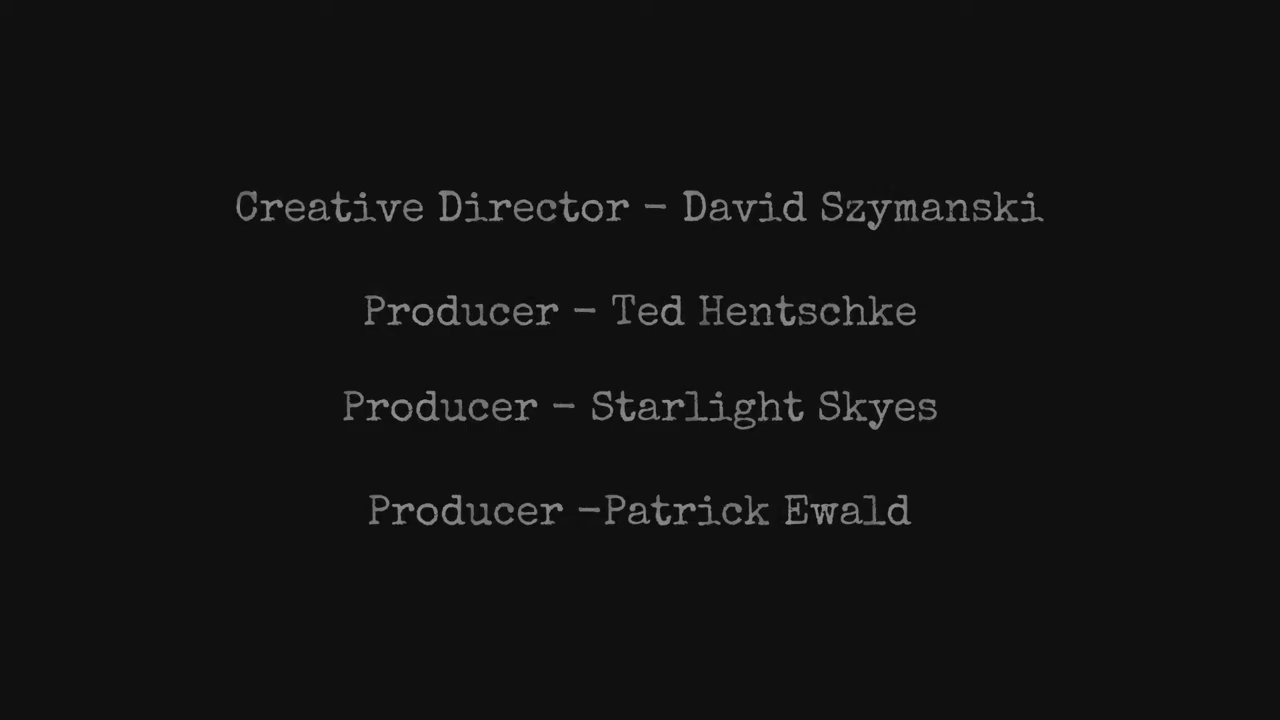 Creative Director - David Szymanski
Producer - Ted Hentschke
Producer - Starlight Skyes
Producer -Patrick Ewald